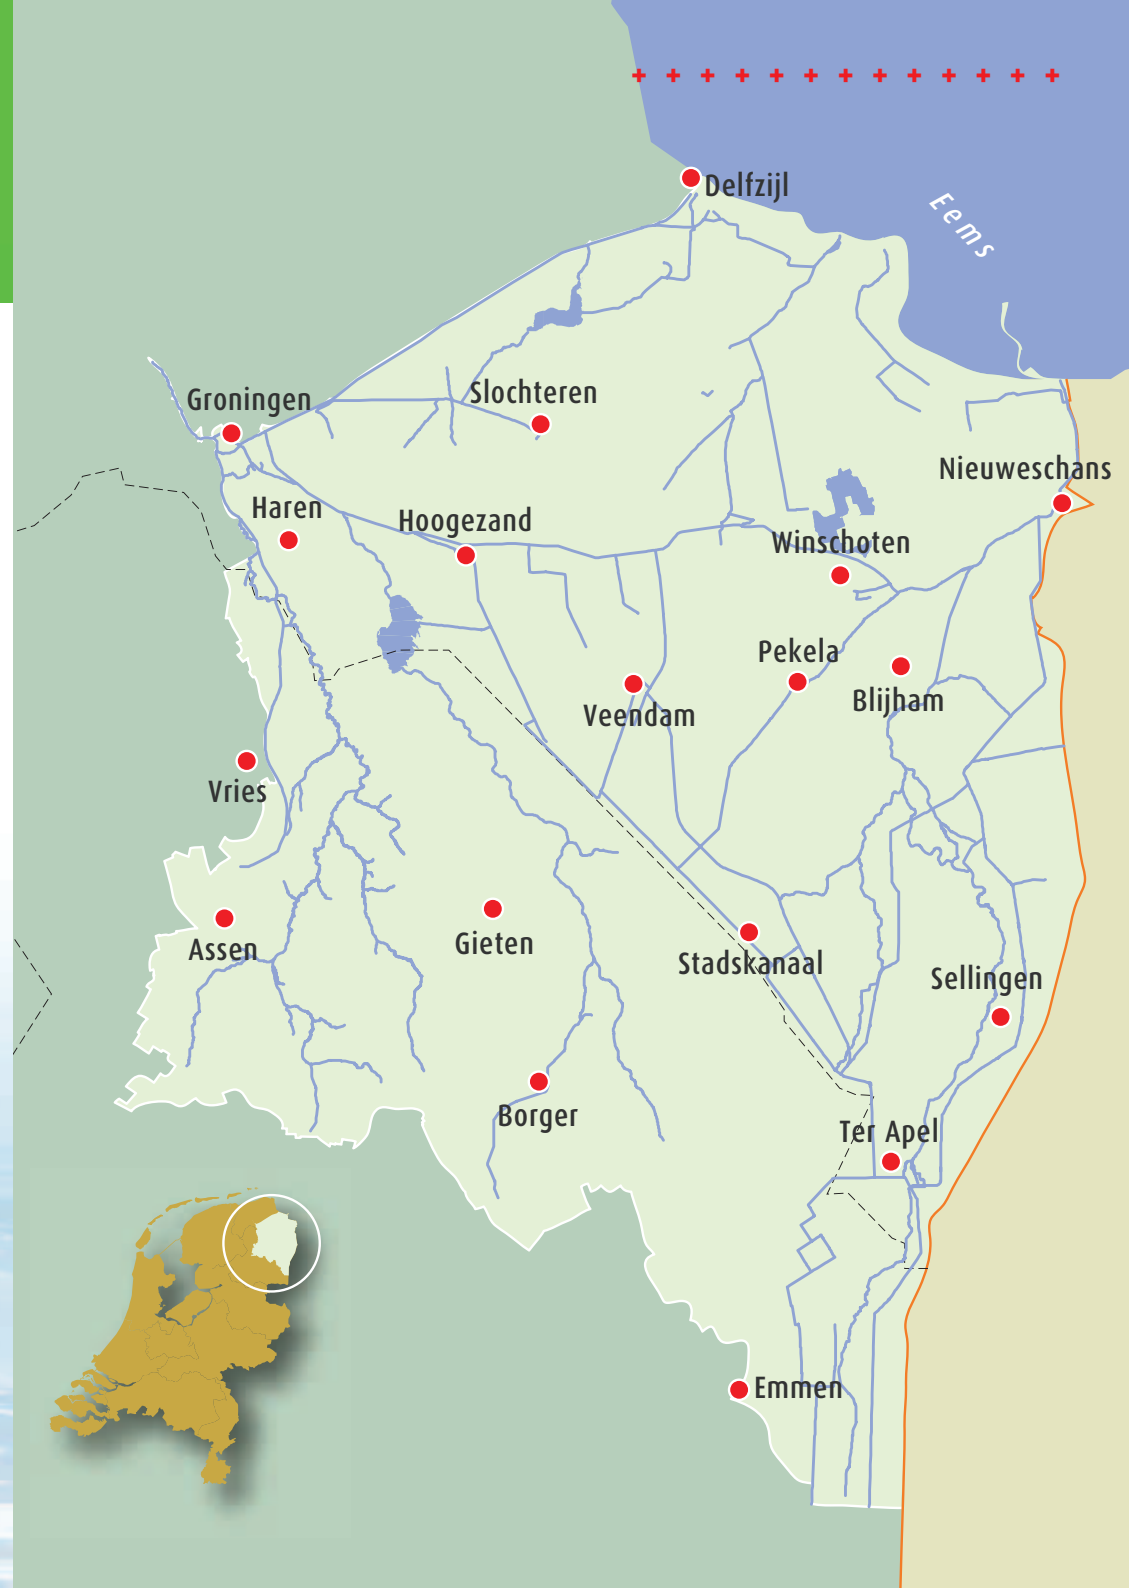 Delfzijl
Eems
Groningen
Slochteren
Nieuweschans
Haren
Hoogezand
Winschoten
Pekela
Blijham
Veendam
Vries
Assen
Gieten
Stadskanaal
Sellingen
Borger
Ter Apel
Emmen